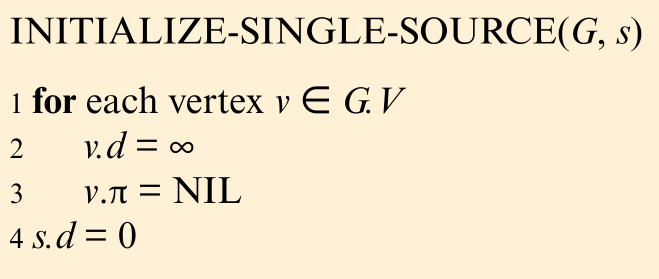 INITIALIZE-SINGLE-SOURCE(G, s)
1 for each vertex v ∈ G.V
2 v.d = ∞
3 v.π = NIL
4 s.d = 0